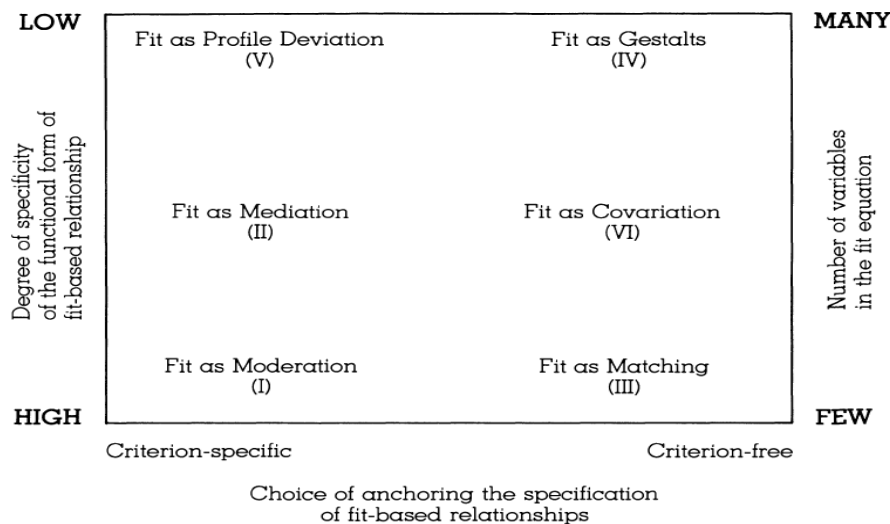 LOW
MANY
Fit as Profile Deviation
(V)
Fit as Gestalts
(IV)
Degree of specificity
of the functional form of
fit-based relationship
Fit as Mediation
(II)
Fit as Covariation
(VI)
Number of variables
in the fit equation
Fit as Moderation
(I)
Fit as Matching
(III)
HIGH
FEW
Criterion-specific
Criterion-free
Choice of anchoring the specification
of fit-based relationships